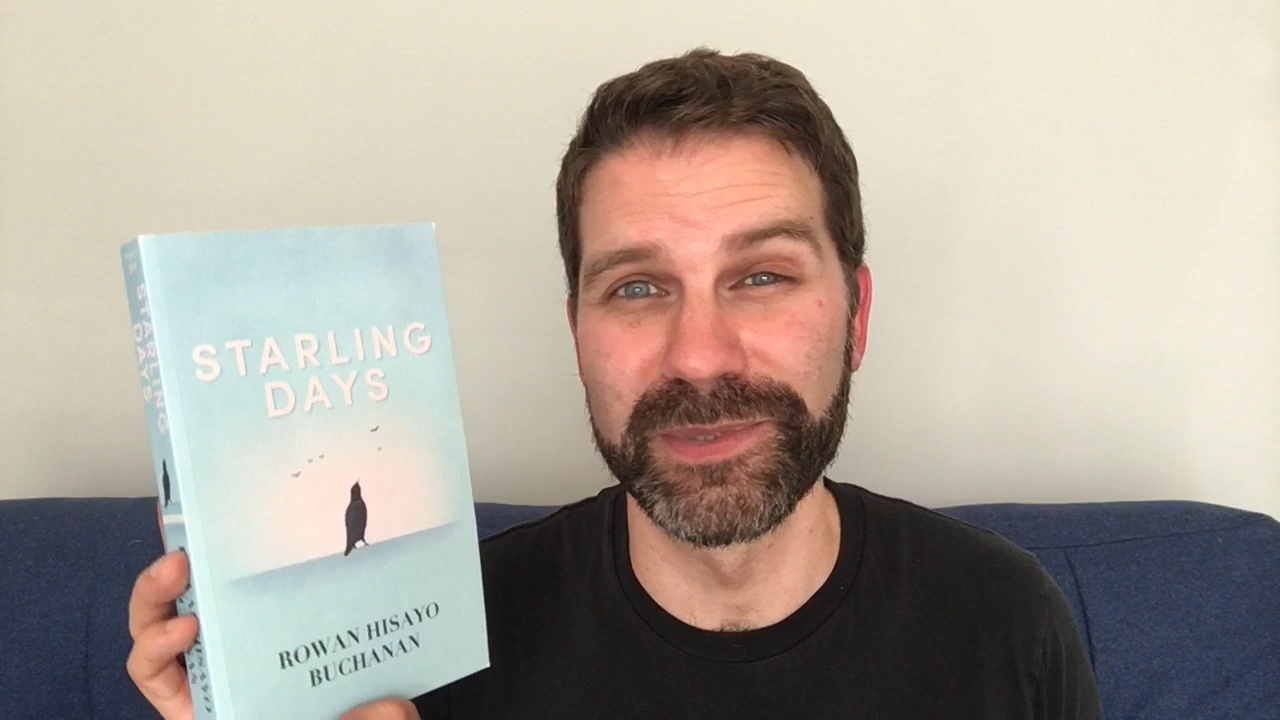 STARLING
DAYS
ROWAN HISAYO
BUCHANAN
STARLING
DAYS